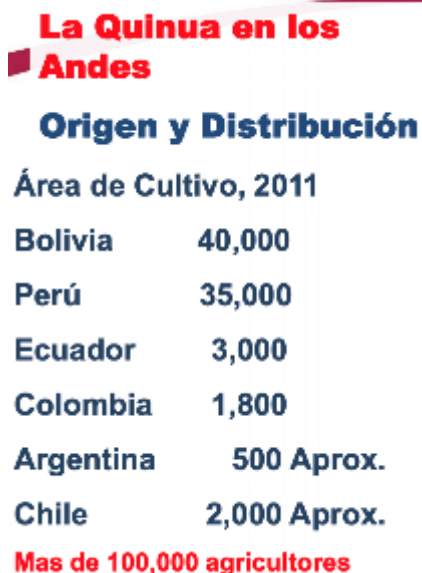 La Quinua en los
Andes
Origen y Distribución
Área de Cultivo, 2011
Bolivia 40,000
Perú 35,000
Ecuador 3,000
Colombia 1,800
Argentina 500 Aprox.
Chile 2,000 Aprox.
Mas de 100,000 agricultores